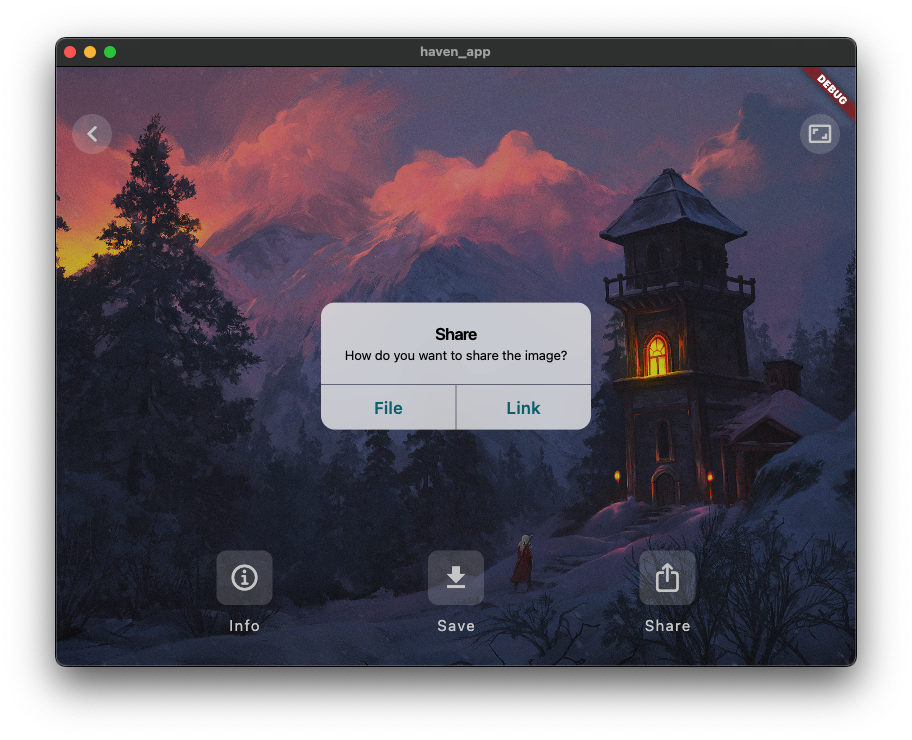 haven_app
DEBUG
Share
How do you want to share the image?
File
Link
Info
Save
Share